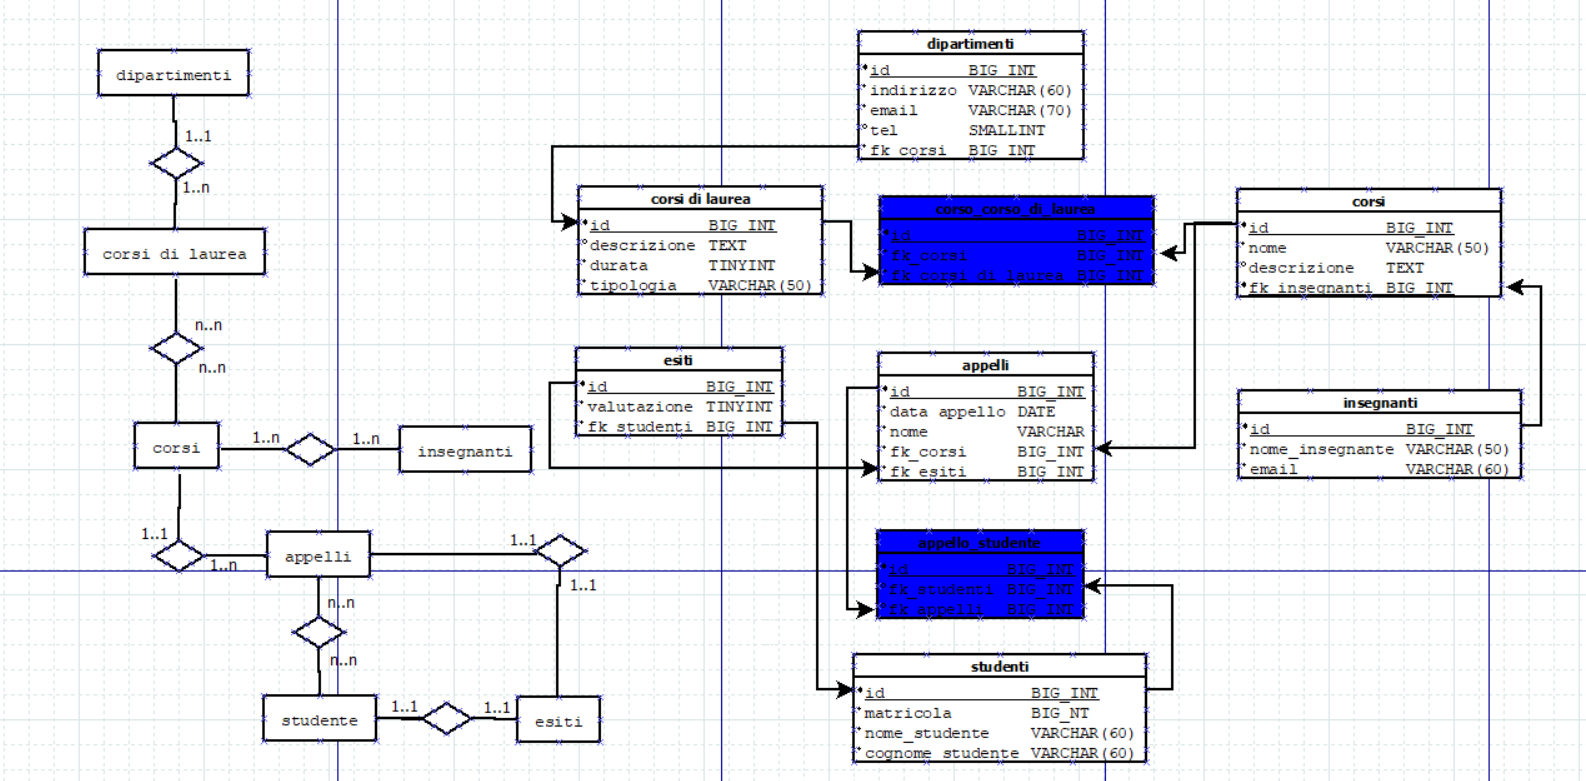 dipartimenti
1..1
1..n
corsi di laurea
n..n
n..n
corsi
1..n
1..n
insegnanti
1..1
1..n
appelli
1..1
1..1
n..n
n..n
studente
1..1
1..1
esiti
dipartimenti
id BIG_INT
indirizzo VARCHAR(60)
email VARCHAR(70)
tel SMALLINT
fk_corsi BIG_INT
corsi di laurea
id BIG_INT
descrizione TEXT
durata TINYINT
tipologia VARCHAR(50)
corso_corso_di_laurea
id BIG_INT
fk_corsi BIG_INT
fk_corsi_di_laurea BIG_INT
corsi
id BIG_INT
nome VARCHAR(50)
descrizione TEXT
fk_insegnanti BIG_INT
esiti
id BIG_INT
valutazione TINYINT
fk_studenti BIG_INT
appelli
id BIG_INT
data_appello DATE
nome VARCHAR
fk_corsi BIG_INT
fk_esiti BIG_INT
insegnanti
id BIG_INT
nome_insegnante VARCHAR(50)
email VARCHAR(60)
appello_studente
id BIG_INT
fk_studenti BIG_INT
fk_appelli BIG_INT
studenti
id BIG_INT
matricola BIG_NT
nome_studente VARCHAR(60)
cognome_studente VARCHAR(60)